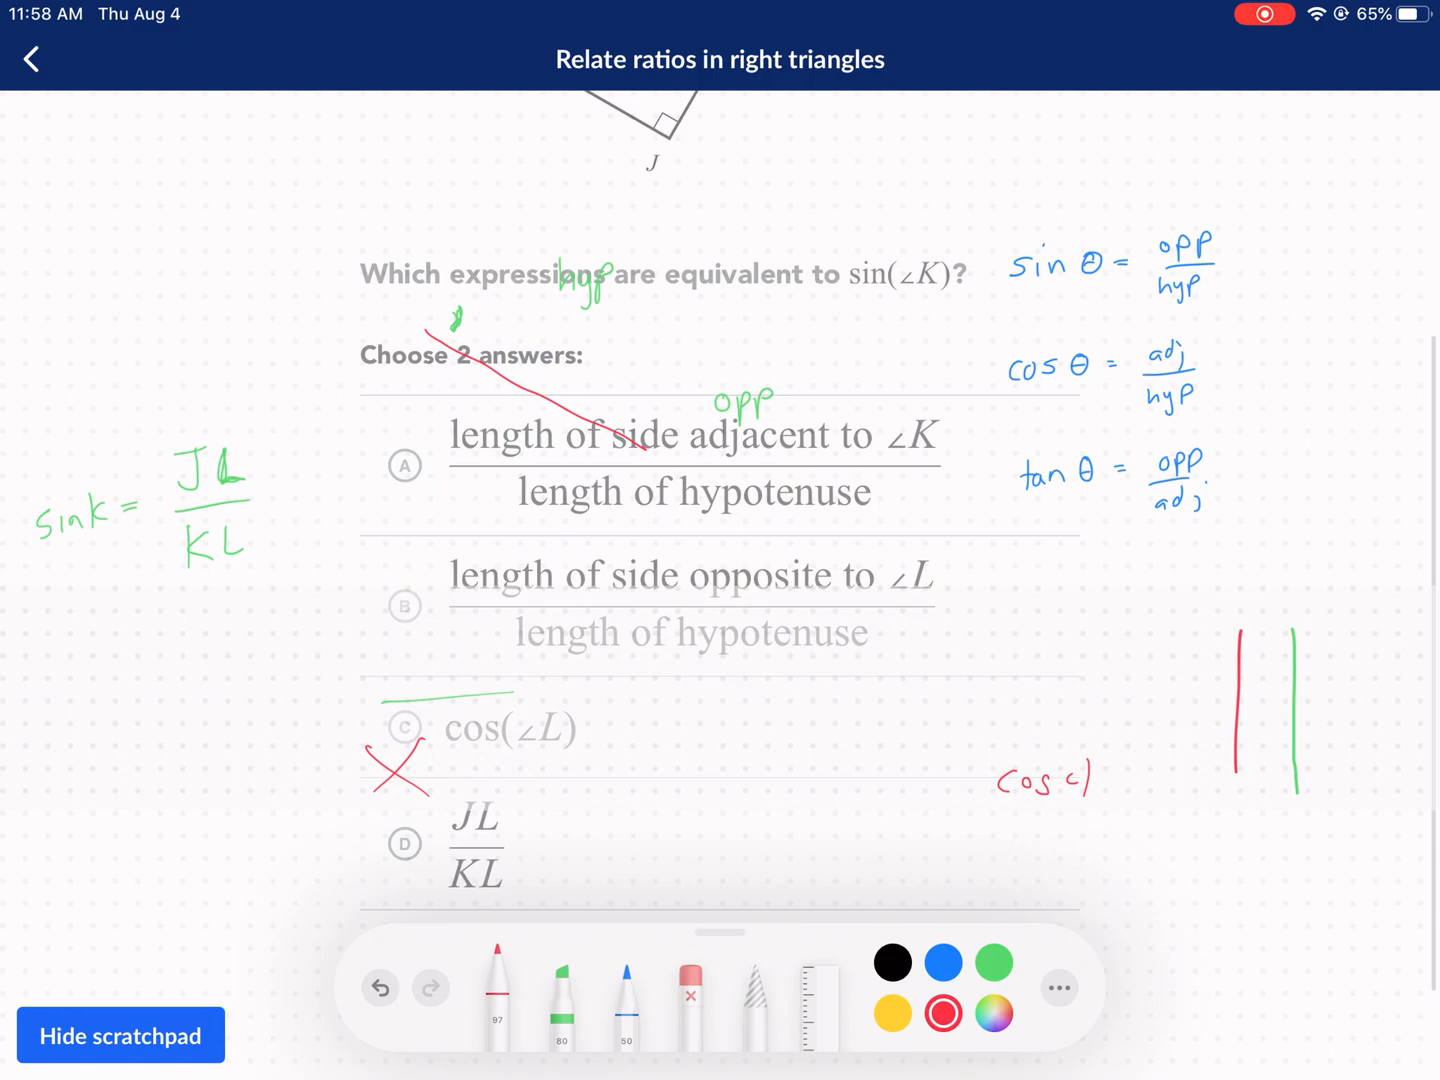 11:58 AM Thu Aug 4
65%
Relate ratios in right triangles
J
Which expressions are equivalent to sin(∠K)?
hyp
Choose 2 answers:
opp
A length of side adjacent to ∠K
length of hypotenuse
B length of side opposite to ∠L
length of hypotenuse
C cos(∠L)
D JL
KL
sin θ = opp
hyp
cos θ = adj
hyp
tan θ = opp
adj
sin k = JL
KL
cos
97
80
50
Hide scratchpad